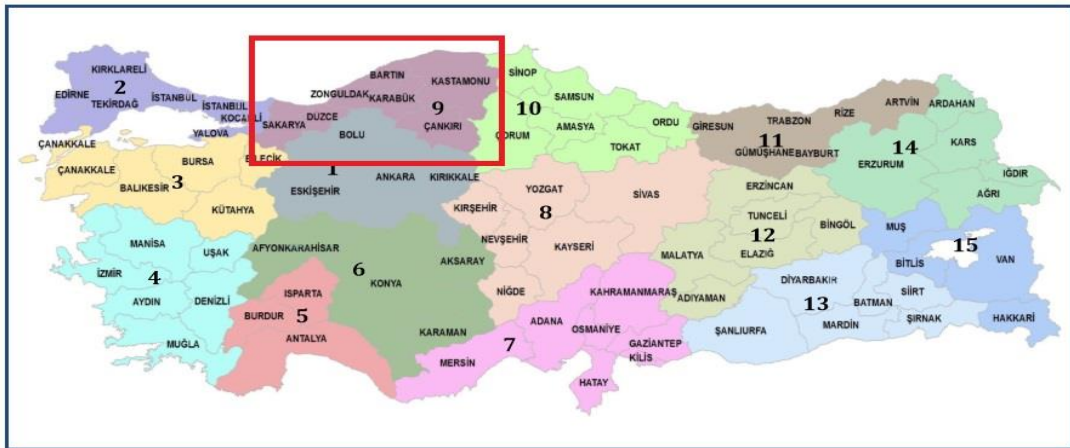 KIRKLARELİ
2
EDİRNE
TEKİRDAĞ
İSTANBUL
İSTANBUL
KOCAELİ
YALOVA
SAKARYA
DÜZCE
ZONGULDAK
BARTIN
KARABÜK
KASTAMONU
9
ÇANKIRI
BOLU
SİNOP
10
SAMSUN
ÇORUM
AMASYA
ORDU
TOKAT
GİRESUN
TRABZON
RİZE
ARTVİN
11
GÜMÜŞHANE
BAYBURT
ARDAHAN
14
KARS
ERZURUM
IĞDIR
AĞRI
ÇANAKKALE
ÇANAKKALE
BURSA
BİLECİK
3
BALIKESİR
KÜTAHYA
1
ESKİŞEHİR
ANKARA
KIRIKKALE
YOZGAT
SİVAS
KIRŞEHİR
8
NEVŞEHİR
KAYSERİ
NİĞDE
ERZİNCAN
TUNCELİ
BİNGÖL
12
ELAZIĞ
MALATYA
ADIYAMAN
MUŞ
15
BİTLİS
VAN
HAKKARİ
MANİSA
UŞAK
İZMİR
4
AYDIN
DENİZLİ
MUĞLA
AFYONKARAHİSAR
6
KONYA
AKSARAY
KARAMAN
ISPARTA
BURDUR
5
ANTALYA
KAHRAMANMARAŞ
ADANA
OSMANİYE
7
MERSİN
GAZİANTEP
KİLİS
HATAY
DİYARBAKIR
13
BATMAN
SİİRT
ŞANLIURFA
MARDİN
ŞIRNAK